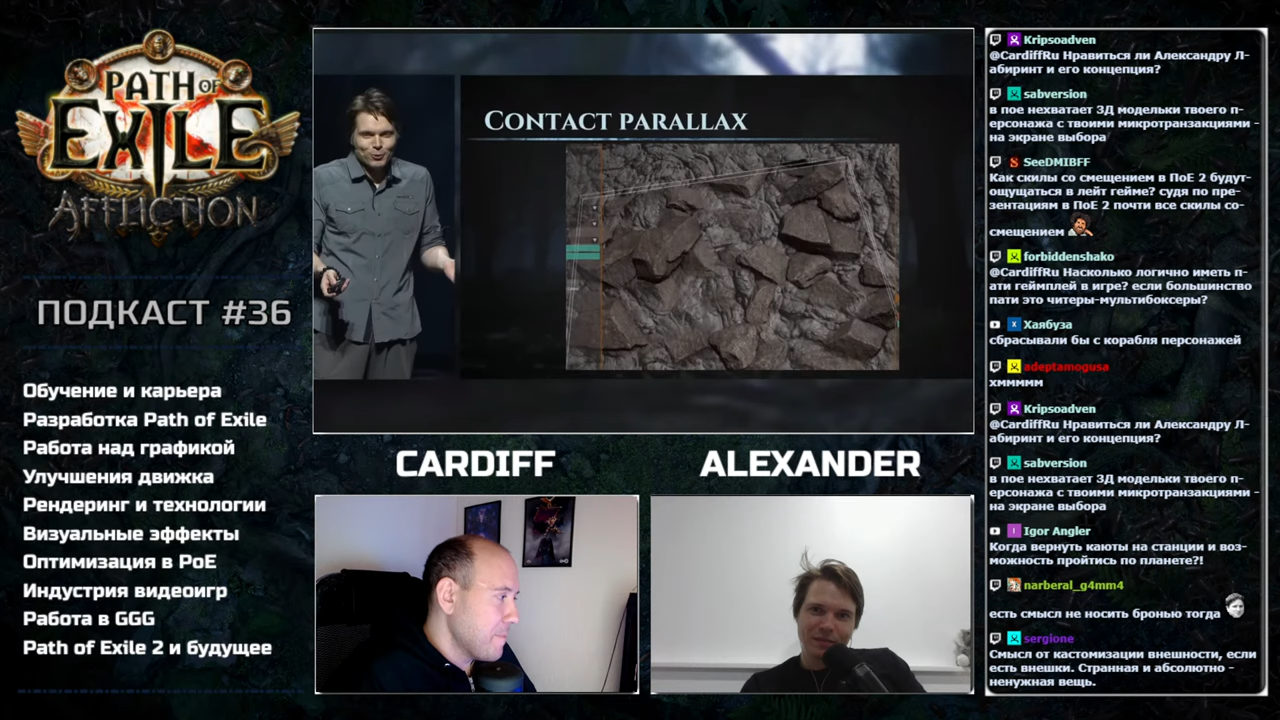 PATH OF
EXILE
AFFLICTION
ПОДКАСТ #36
Обучение и карьера
Разработка Path of Exile
Работа над графикой
Улучшения движка
Рендеринг и технологии
Визуальные эффекты
Оптимизация в PoE
Индустрия видеоигр
Работа в GGG
Path of Exile 2 и будущее
CONTACT PARALLAX
CARDIFF
ALEXANDER
Kripsoadven
@CardiffRu Нравиться ли Александру Л-
абиринт и его концепция?
sabversion
в пое нехватает 3Д модельки твоего п-
ерсонажа с твоими микротранзакциями -
на экране выбора
SeeDMIBFF
Как скилы со смещением в ПоЕ 2 будут-
ощущаться в лейт гейме? судя по пре-
зентациям в ПоЕ 2 почти все скилы со-
смещением
forbiddenshako
@CardiffRu Насколько логично иметь п-
ати геймплей в игре? если большинство
пати это читеры-мультибоксеры?
Хаябуза
сбрасывали бы с корабля персонажей
adeptamogusa
хммммм
Kripsoadven
@CardiffRu Нравиться ли Александру Л-
абиринт и его концепция?
sabversion
в пое нехватает 3Д модельки твоего п-
ерсонажа с твоими микротранзакциями -
на экране выбора
Igor Angler
Когда вернуть каюты на станции и воз-
можность пройтись по планете?!
narberal_g4mm4
есть смысл не носить броню тогда
sergione
Смысл от кастомизации внешности, если
есть внешки. Странная и абсолютно -
ненужная вещь.